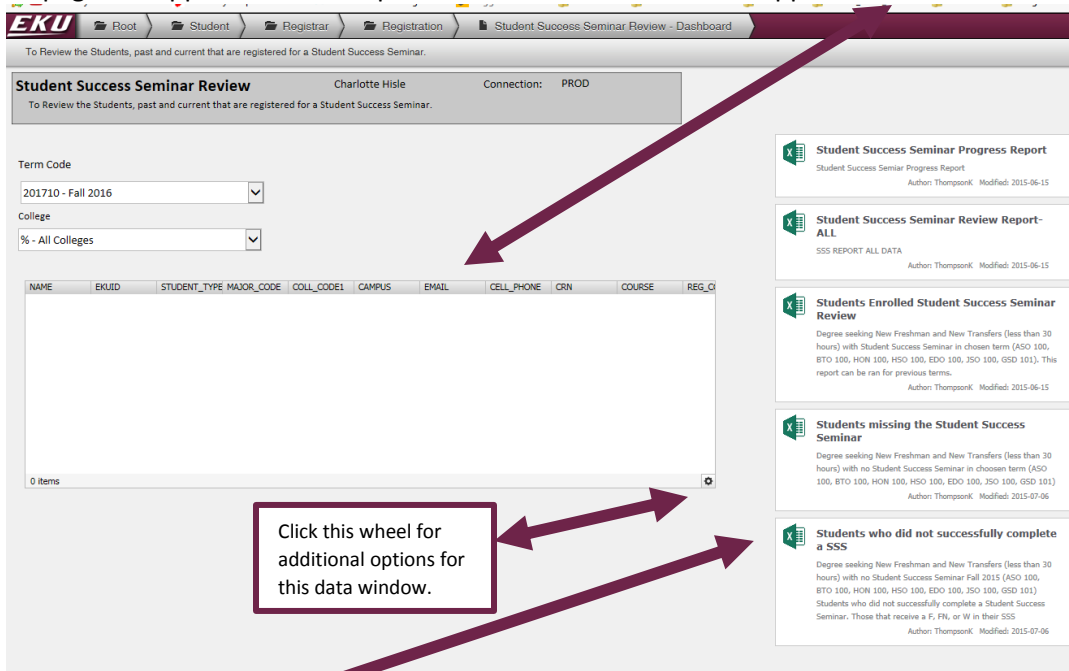 EKU Root Student Registrar Registration Student Success Seminar Review - Dashboard
To Review the Students, past and current that are registered for a Student Success Seminar.
Student Success Seminar Review Charlotte Hisle Connection: PROD
To Review the Students, past and current that are registered for a Student Success Seminar.
Term Code
201710 - Fall 2016
College
% - All Colleges
NAME EKUID STUDENT_TYPE MAJOR_CODE COLL_CODE1 CAMPUS EMAIL CELL_PHONE CRN COURSE
0 items
Click this wheel for
additional options for
this data window.
Student Success Seminar Progress Report
Student Success Semiar Progress Report
Author: ThompsonK Modified: 2015-06-15
Student Success Seminar Review Report-
ALL
SSS REPORT ALL DATA
Author: ThompsonK Modified: 2015-06-15
Students Enrolled Student Success Seminar
Review
Degree seeking New Freshman and New Transfers (less than 30
hours) with Student Success Seminar in chosen term (ASO 100,
BTO 100, HON 100, HSO 100, EDO 100, JSO 100, GSD 101). This
report can be ran for previous terms.
Author: ThompsonK Modified: 2015-06-15
Students missing the Student Success
Seminar
Degree seeking New Freshman and New Transfers (less than 30
hours) with no Student Success Seminar in choosen term (ASO
100, BTO 100, HON 100, HSO 100, EDO 100, JSO 100, GSD 101)
Author: ThompsonK Modified: 2015-07-06
Students who did not successfully complete
a SSS
Degree seeking New Freshman and New Transfers (less than 30
hours) with no Student Success Seminar Fall 2015 (ASO 100,
BTO 100, HON 100, HSO 100, EDO 100, JSO 100, GSD 101)
Students who did not successfully complete a Student Success
Seminar. Those that receive a F, FN, or W in their SSS
Author: ThompsonK Modified: 2015-07-06